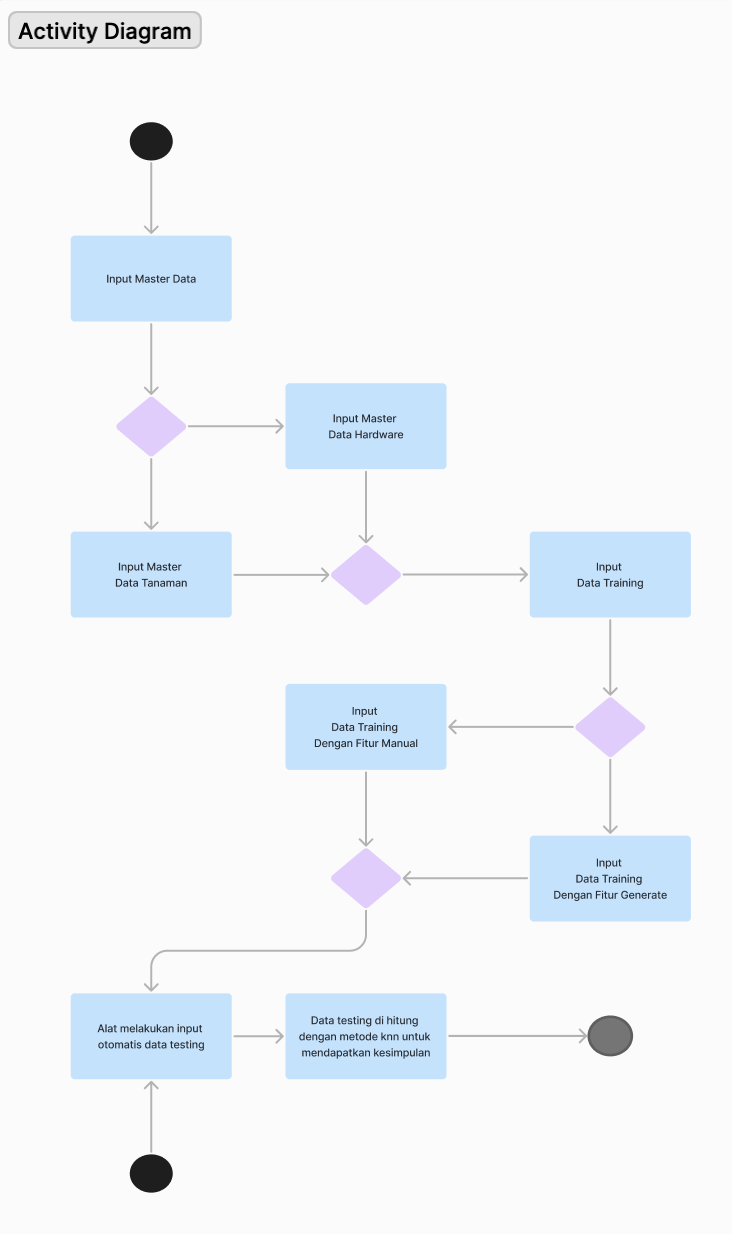 Activity Diagram
Input Master Data
Input Master
Data Hardware
Input Master
Data Tanaman
Input
Data Training
Input
Data Training
Dengan Fitur Manual
Input
Data Training
Dengan Fitur Generate
Alat melakukan input
otomatis data testing
Data testing di hitung
dengan metode knn untuk
mendapatkan kesimpulan